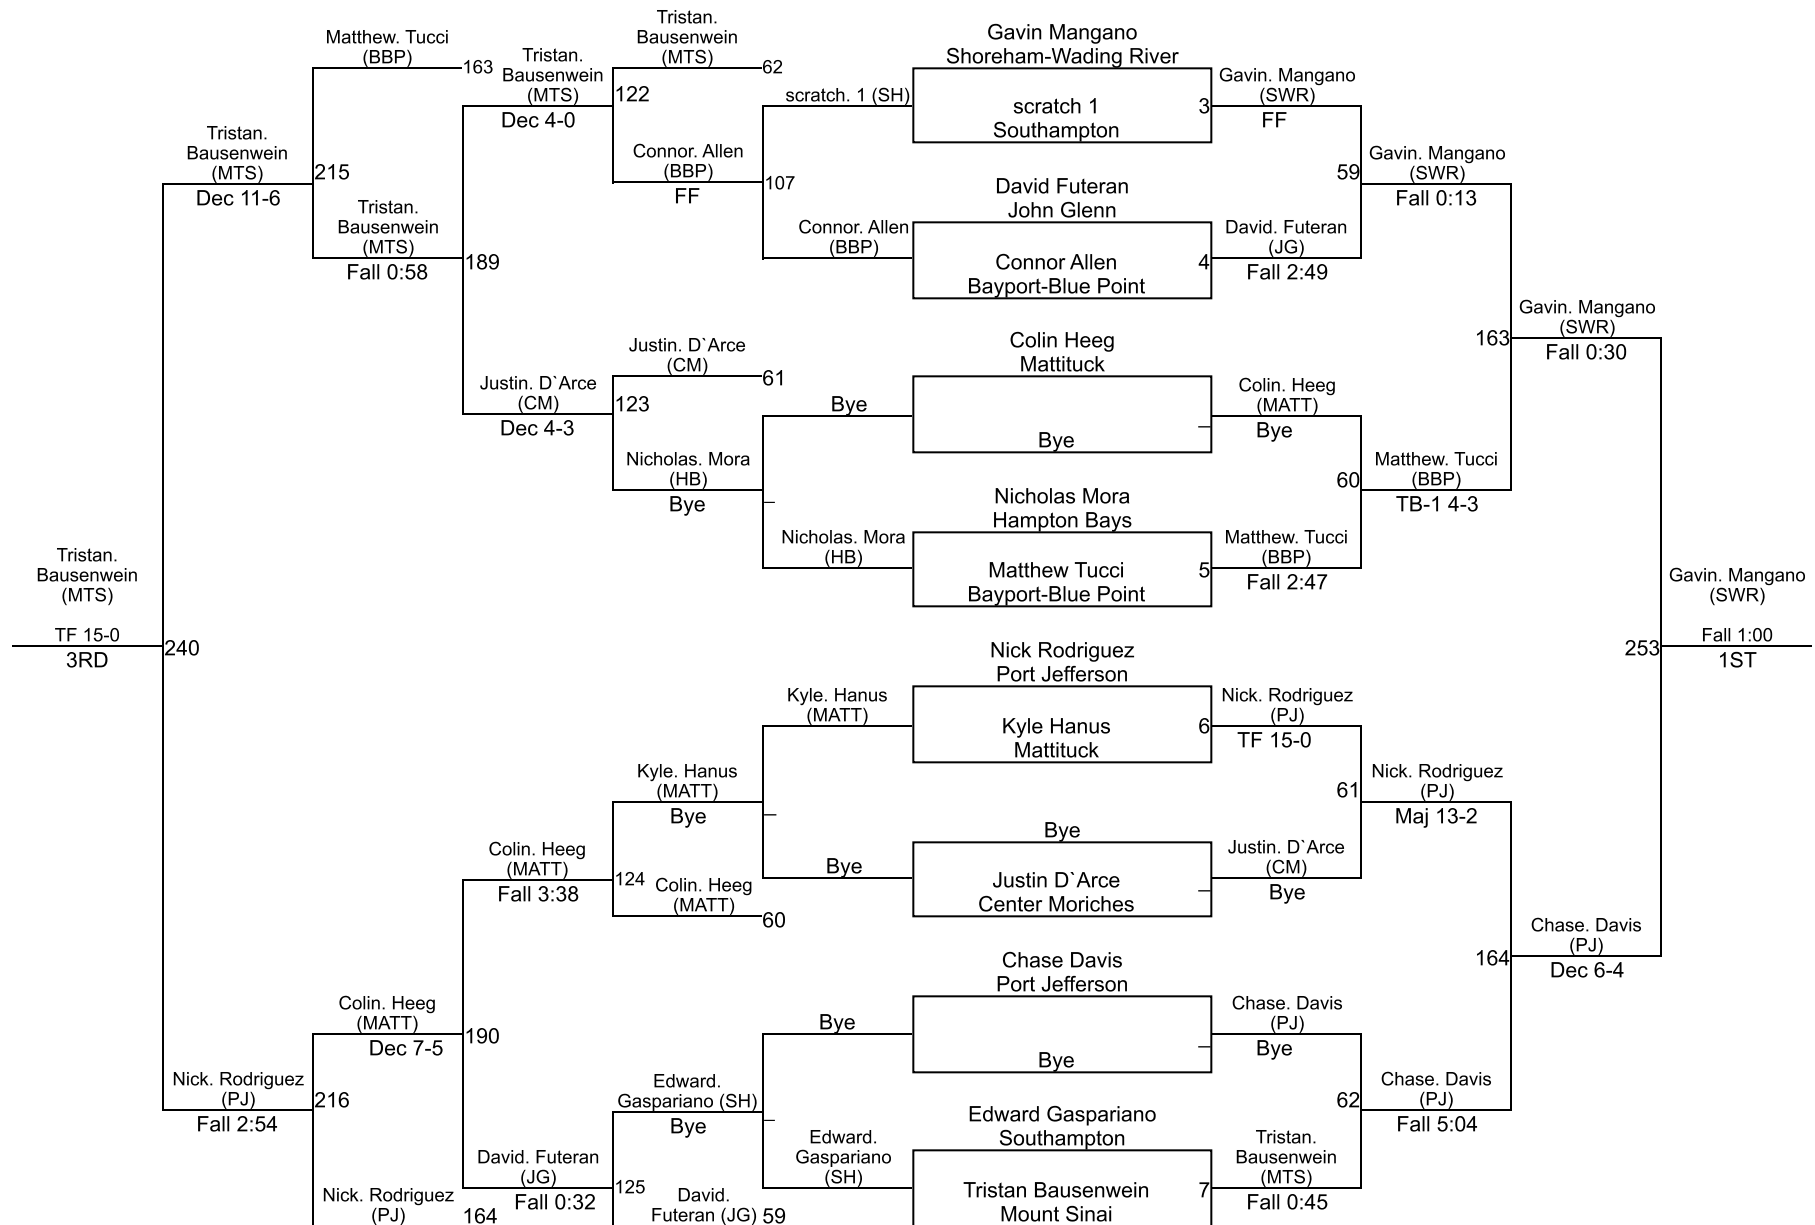 Matthew. Tucci
(BBP)
163
Tristan.
Bausenwein
(MTS)
Dec 4-0
Tristan.
Bausenwein
(MTS)
62
122
Connor. Allen
(BBP)
FF
scratch. 1 (SH)
107
Connor. Allen
(BBP)
Gavin Mangano
Shoreham-Wading River
scratch 1
Southampton
3
Gavin. Mangano
(SWR)
FF
David Futeran
John Glenn
Connor Allen
Bayport-Blue Point
4
David. Futeran
(JG)
Fall 2:49
59
Gavin. Mangano
(SWR)
Fall 0:13
Tristan.
Bausenwein
(MTS)
Dec 11-6
215
Tristan.
Bausenwein
(MTS)
Fall 0:58
189
Justin. D`Arce
(CM)
Dec 4-3
Justin. D`Arce
(CM)
61
123
Nicholas. Mora
(HB)
Bye
Bye
_
Nicholas. Mora
(HB)
Colin Heeg
Mattituck
Bye
_
Colin. Heeg
(MATT)
Bye
Nicholas Mora
Hampton Bays
Matthew Tucci
Bayport-Blue Point
5
Matthew. Tucci
(BBP)
Fall 2:47
60
Matthew. Tucci
(BBP)
TB-1 4-3
163
Gavin. Mangano
(SWR)
Fall 0:30
Tristan.
Bausenwein
(MTS)
TF 15-0
3RD
240
253
Gavin. Mangano
(SWR)
Fall 1:00
1ST
Nick Rodriguez
Port Jefferson
Kyle Hanus
Mattituck
6
Nick. Rodriguez
(PJ)
TF 15-0
Kyle. Hanus
(MATT)
Kyle. Hanus
(MATT)
Bye
_
Bye
Bye
Justin D`Arce
Center Moriches
_
Justin. D`Arce
(CM)
Bye
61
Nick. Rodriguez
(PJ)
Maj 13-2
Colin. Heeg
(MATT)
Fall 3:38
124
Colin. Heeg
(MATT)
60
164
Chase. Davis
(PJ)
Dec 6-4
Colin. Heeg
(MATT)
Dec 7-5
190
Chase Davis
Port Jefferson
Bye
_
Chase. Davis
(PJ)
Bye
Bye
Edward.
Gaspariano (SH)
Bye
_
Edward.
Gaspariano
(SH)
Edward Gaspariano
Southampton
Tristan Bausenwein
Mount Sinai
7
Tristan.
Bausenwein
(MTS)
Fall 0:45
62
Chase. Davis
(PJ)
Fall 5:04
Nick. Rodriguez
(PJ)
Fall 2:54
216
Nick. Rodriguez
(PJ)
164
David. Futeran
(JG)
Fall 0:32
125
David.
Futeran (JG)
59